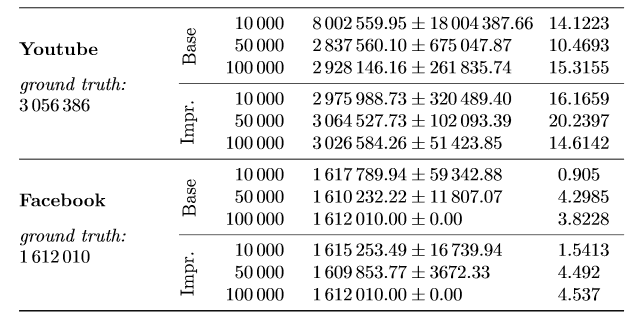 Youtube
ground truth:
3 056 386
Base
10 000 8 002 559.95 ± 18 004 387.66 14.1223
50 000 2 837 560.10 ± 675 047.87 10.4693
100 000 2 928 146.16 ± 261 835.74 15.3155
Impr.
10 000 2 975 988.73 ± 320 489.40 16.1659
50 000 3 064 527.73 ± 102 093.39 20.2397
100 000 3 026 584.26 ± 51 423.85 14.6142
Facebook
ground truth:
1 612 010
Base
10 000 1 617 789.94 ± 59 342.88 0.905
50 000 1 610 232.22 ± 11 807.07 4.2985
100 000 1 612 010.00 ± 0.00 3.8228
Impr.
10 000 1 615 253.49 ± 16 739.94 1.5413
50 000 1 609 853.77 ± 3672.33 4.492
100 000 1 612 010.00 ± 0.00 4.537